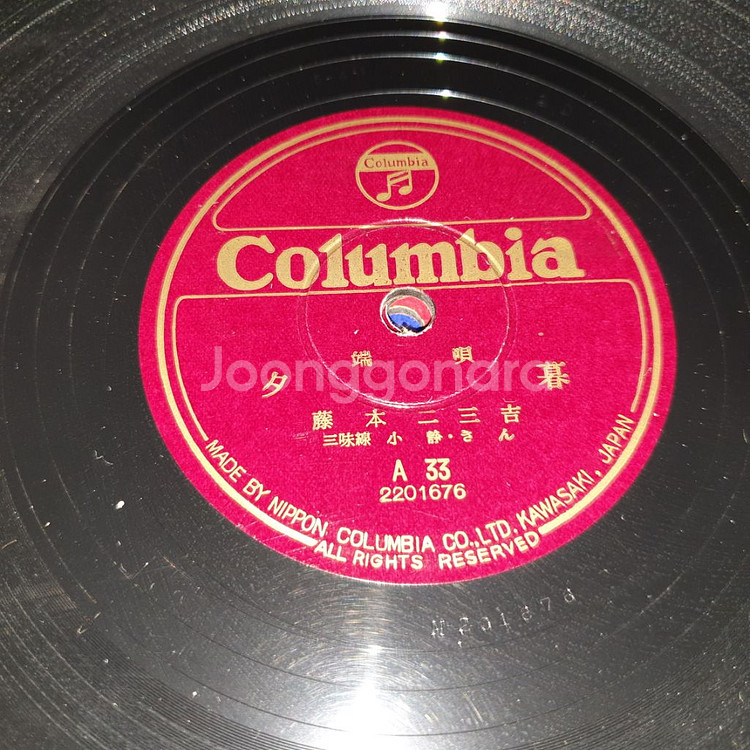 Columbia
Columbia
端唄
夕暮
藤本二三吉
三味線 小静・さん
A 33
2201676
MADE BY NIPPON COLUMBIA CO., LTD. KAWASAKI, JAPAN
ALL RIGHTS RESERVED
Joonggonara